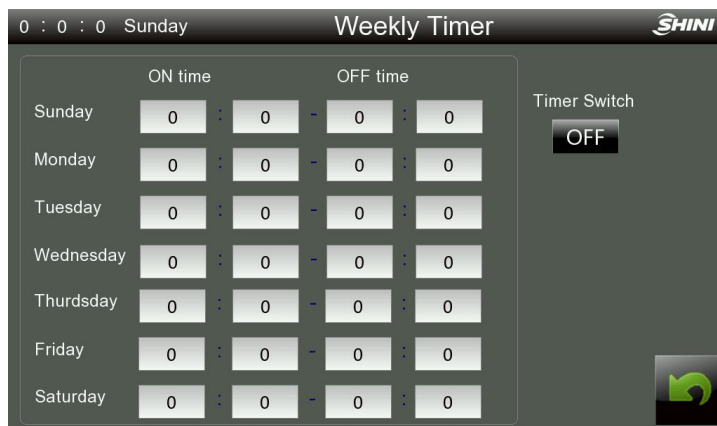 0 : 0 : 0 Sunday Weekly Timer SHINI
ON time OFF time
Timer Switch
OFF
Sunday 0 : 0 - 0 : 0
Monday 0 : 0 - 0 : 0
Tuesday 0 : 0 - 0 : 0
Wednesday 0 : 0 - 0 : 0
Thurdsday 0 : 0 - 0 : 0
Friday 0 : 0 - 0 : 0
Saturday 0 : 0 - 0 : 0